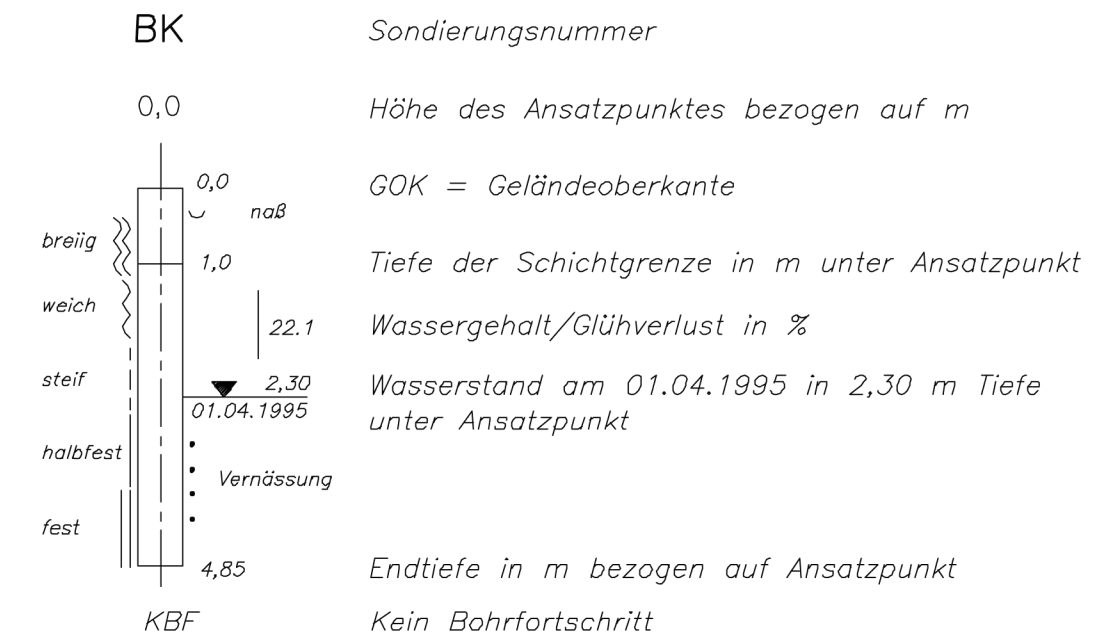 BK Sondierungsnummer
0,0 Höhe des Ansatzpunktes bezogen auf m
0,0 GOK = Geländeoberkante
naß
breiig
1,0 Tiefe der Schichtgrenze in m unter Ansatzpunkt
weich
22.1 Wassergehalt/Glühverlust in %
steif
2,30 Wasserstand am 01.04.1995 in 2,30 m Tiefe
01.04.1995 unter Ansatzpunkt
halbfest
Vernässung
fest
4,85 Endtiefe in m bezogen auf Ansatzpunkt
KBF Kein Bohrfortschritt